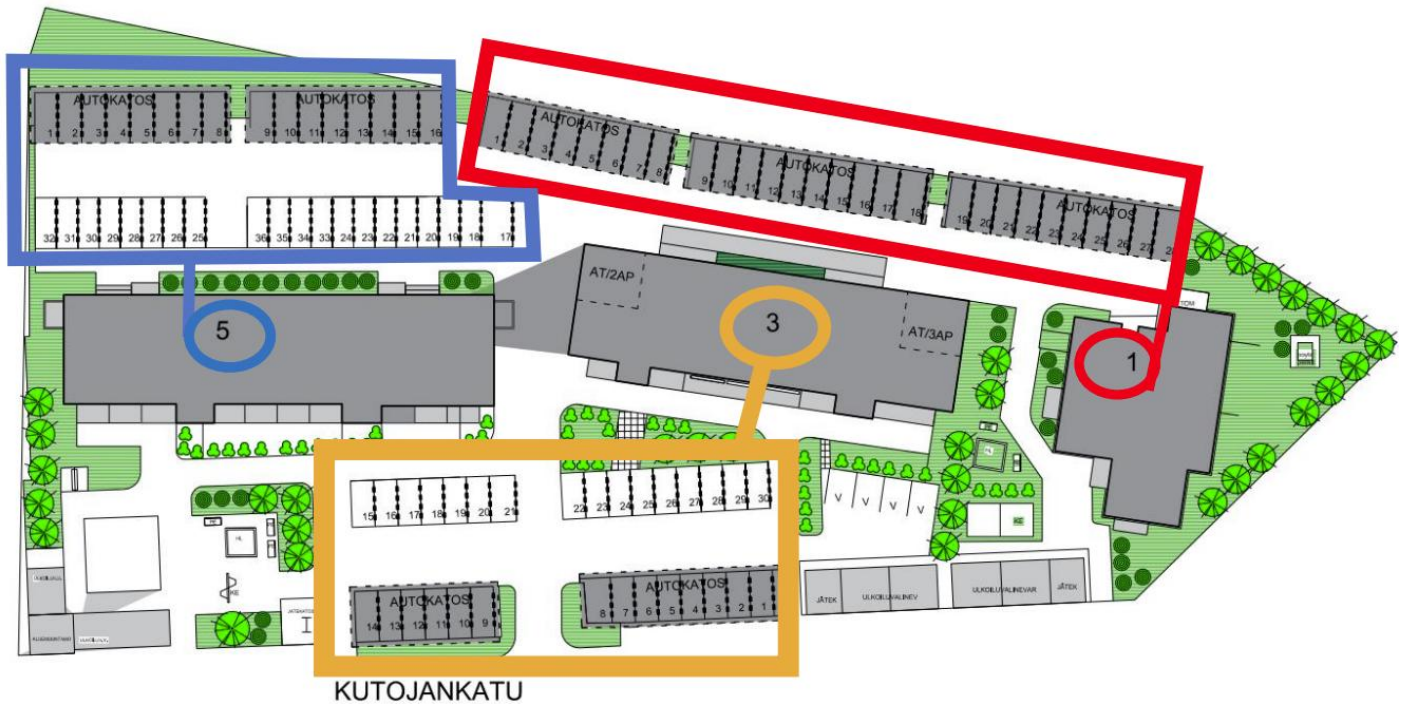 AUTOKATOS
1 2 3 4 5 6 7 8
AUTOKATOS
9 10 11 12 13 14 15 16
AUTOKATOS
1 2 3 4 5 6 7 8
AUTOKATOS
9 10 11 12 13 14 15 16 17 18
AUTOKATOS
19 20 21 22 23 24 25 26 27 28
32 31 30 29 28 27 26 25
36 35 34 33 24 23 22 21 20 19 18 17
5
AT/2AP
3
AT/3AP
1
15 16 17 18 19 20 21
22 23 24 25 26 27 28 29 30
V V V V
HL
KE
HL
KE
AUTOKATOS
14 13 12 11 10 9
AUTOKATOS
8 7 6 5 4 3 2 1
JÄTEK
ULKOILUVALINEV
ULKOILUVALINEVAR
JÄTEK
KUTOJANKATU